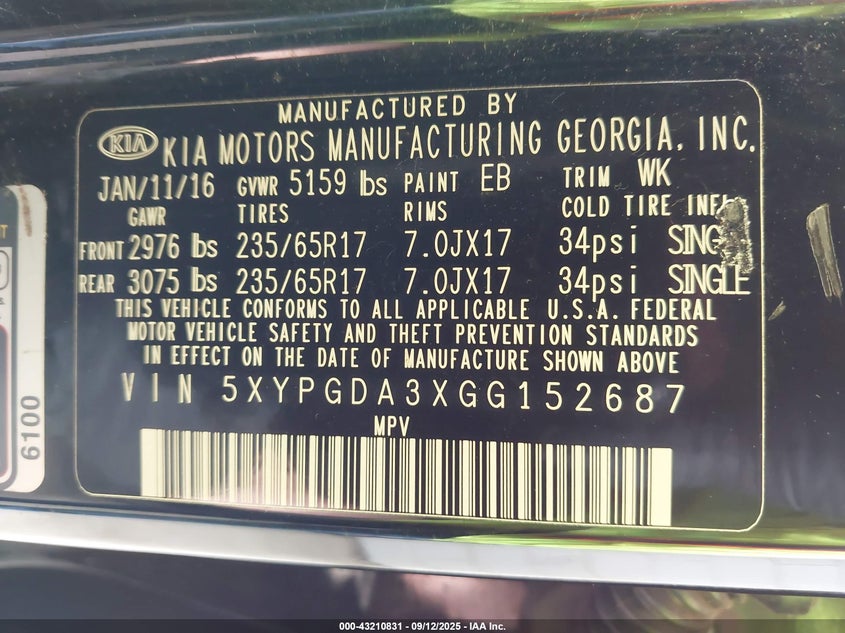 MANUFACTURED BY
KIA KIA MOTORS MANUFACTURING GEORGIA, INC.
JAN/11/16 GVWR 5159 lbs PAINT EB TRIM WK
GAWR TIRES RIMS COLD TIRE INFL
FRONT 2976 lbs 235/65R17 7.0JX17 34psi SING
REAR 3075 lbs 235/65R17 7.0JX17 34psi SINGLE
THIS VEHICLE CONFORMS TO ALL APPLICABLE U.S.A. FEDERAL
MOTOR VEHICLE SAFETY AND THEFT PREVENTION STANDARDS
IN EFFECT ON THE DATE OF MANUFACTURE SHOWN ABOVE
VIN 5XYPGDA3XGG152687
MPV
6100
000-43210831 - 09/12/2025 - IAA Inc.